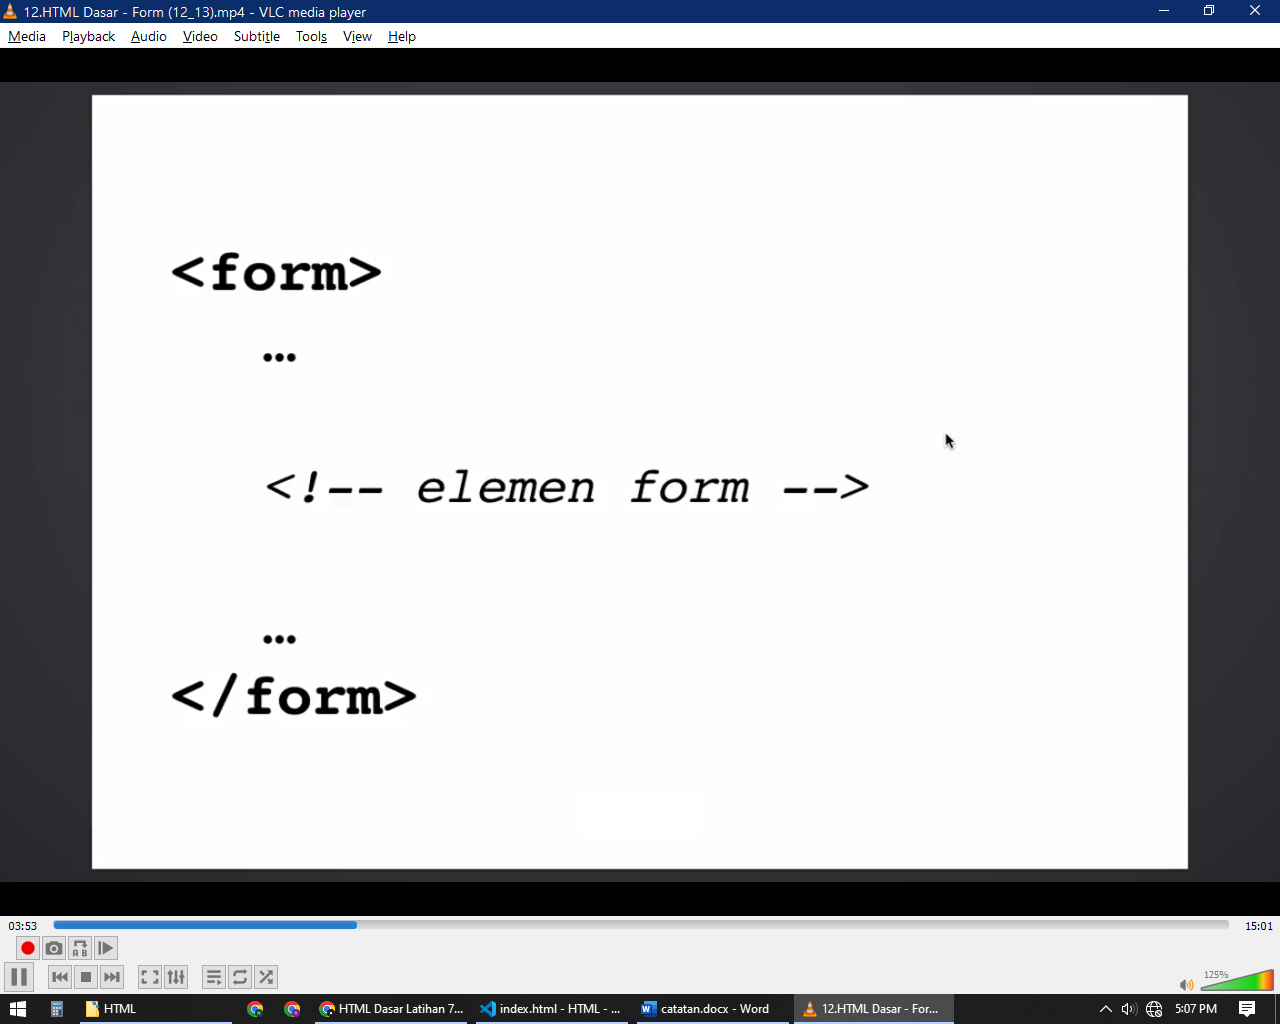 12.HTML Dasar - Form (12_13).mp4 - VLC media player
Media Playback Audio Video Subtitle Tools View Help
<form>
...
<!-- elemen form -->
...
</form>
03:53 15:01
A B
125%
HTML HTML Dasar Latihan 7... index.html - HTML - ... catatan.docx - Word 12.HTML Dasar - For... 5:07 PM